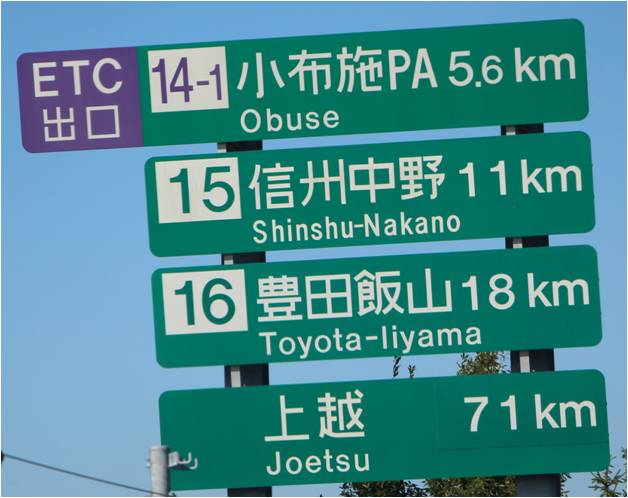 ETC
出口
14-1 小布施PA 5.6 km
Obuse
15 信州中野 11 km
Shinshu-Nakano
16 豊田飯山 18 km
Toyota-Iiyama
上越 71 km
Joetsu